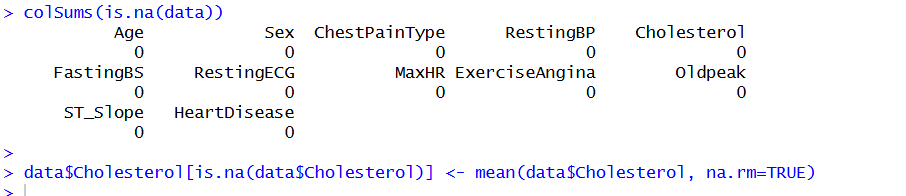 > colSums(is.na(data))
Age Sex ChestPainType RestingBP Cholesterol
0 0 0 0 0
FastingBS RestingECG MaxHR ExerciseAngina Oldpeak
0 0 0 0 0
ST_Slope HeartDisease
0 0
>
> data$Cholesterol[is.na(data$Cholesterol)] <- mean(data$Cholesterol, na.rm=TRUE)
>